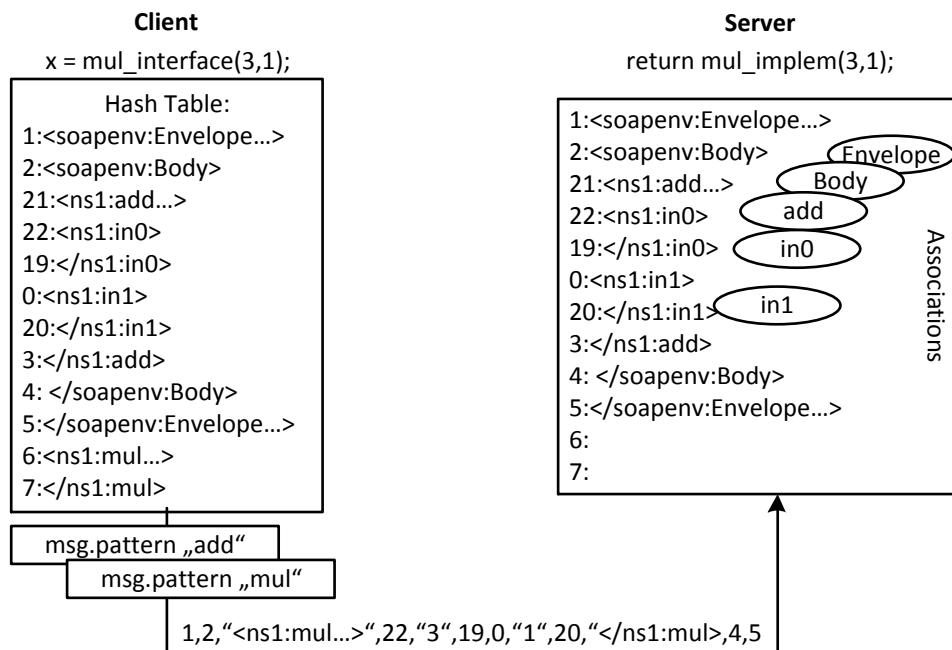 Client
x = mul_interface(3,1);
Hash Table:
1:<soapenv:Envelope...>
2:<soapenv:Body>
21:<ns1:add...>
22:<ns1:in0>
19:</ns1:in0>
0:<ns1:in1>
20:</ns1:in1>
3:</ns1:add>
4: </soapenv:Body>
5:</soapenv:Envelope...>
6:<ns1:mul...>
7:</ns1:mul>
msg.pattern „add“
msg.pattern „mul“
Server
return mul_implem(3,1);
1:<soapenv:Envelope...>
2:<soapenv:Body>
21:<ns1:add...>
22:<ns1:in0>
19:</ns1:in0>
0:<ns1:in1>
20:</ns1:in1>
3:</ns1:add>
4: </soapenv:Body>
5:</soapenv:Envelope...>
6:
7:
Envelope
Body
add
in0
in1
Associations
1,2,“<ns1:mul...>“,22,“3“,19,0,“1“,20,“</ns1:mul>,4,5